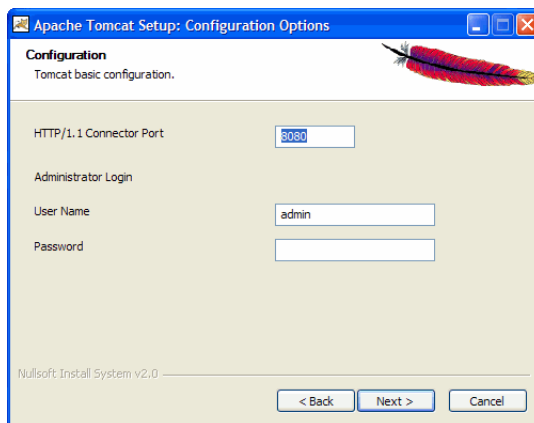 Apache Tomcat Setup: Configuration Options
Configuration
Tomcat basic configuration.
HTTP/1.1 Connector Port
8080
Administrator Login
User Name
admin
Password
Nullsoft Install System v2.0
< Back
Next >
Cancel